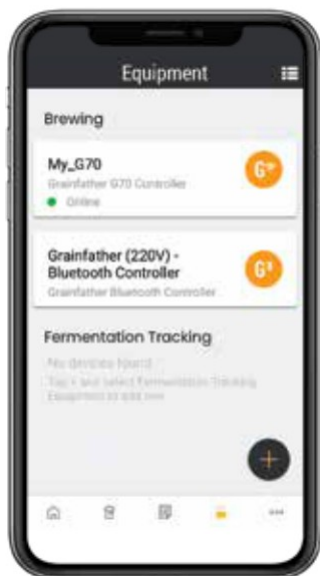 Equipment
Brewing
My_G70
Grainfather G70 Controller
Online
Grainfather (220V) -
Bluetooth Controller
Grainfather Bluetooth Controller
Fermentation Tracking
No devices found
Tap + and select Fermentation Tracking
Equipment to add one